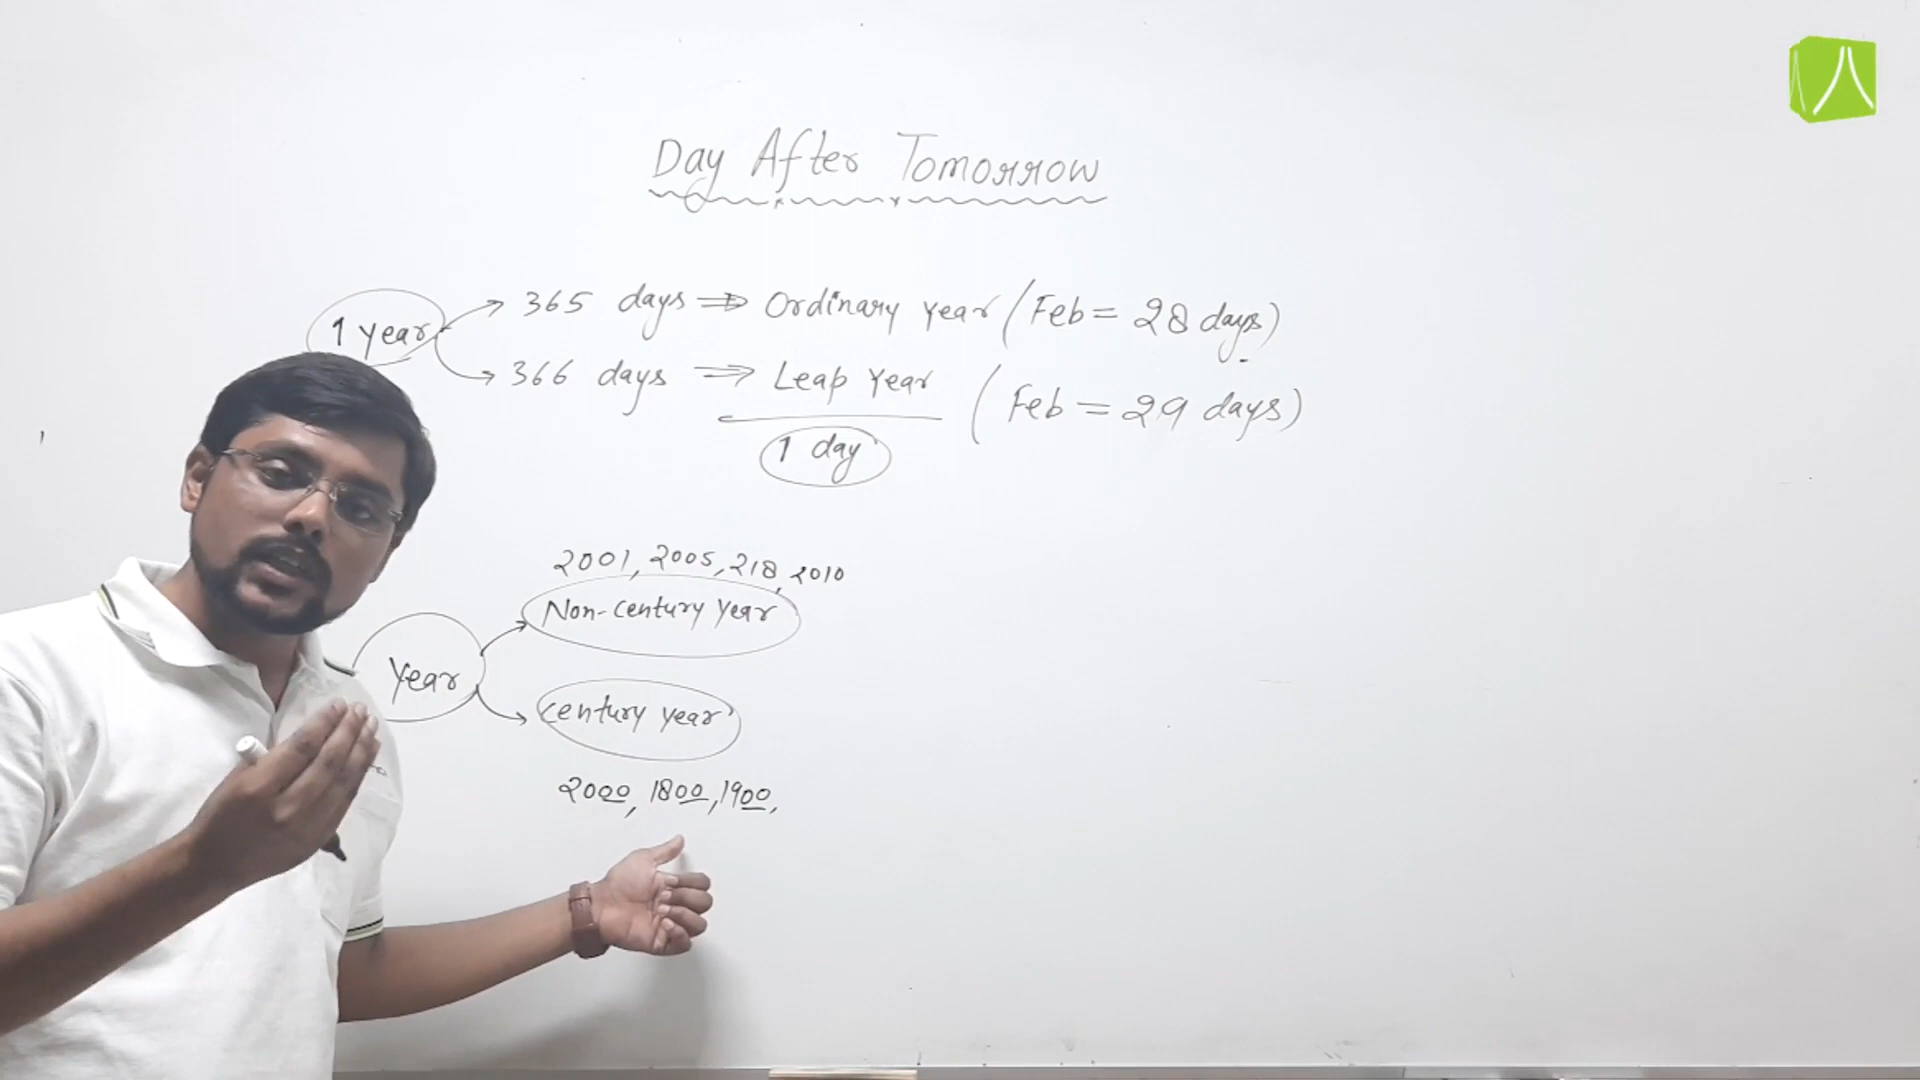 Day After Tomorrow
1 year
365 days ⇒ Ordinary year (Feb = 28 days)
366 days ⇒ Leap Year (Feb = 29 days)
1 day
2001, 2005, 218, 2010
Non-century year
Year
century year
2000, 1800, 1900,